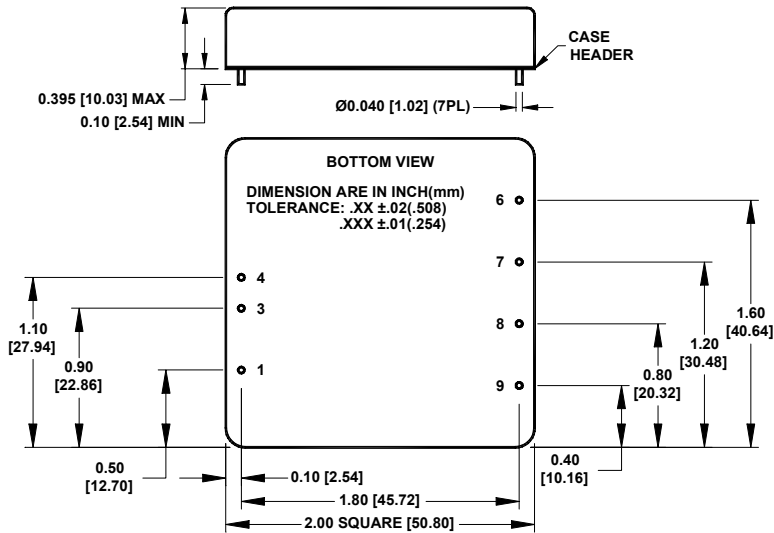 CASE
HEADER
0.395 [10.03] MAX
0.10 [2.54] MIN
Ø0.040 [1.02] (7PL)
BOTTOM VIEW
DIMENSION ARE IN INCH(mm)
TOLERANCE: .XX ±.02(.508)
.XXX ±.01(.254)
6
7
4
3
8
1
9
1.10
[27.94]
0.90
[22.86]
1.60
[40.64]
1.20
[30.48]
0.80
[20.32]
0.50
[12.70]
0.40
[10.16]
0.10 [2.54]
1.80 [45.72]
2.00 SQUARE [50.80]